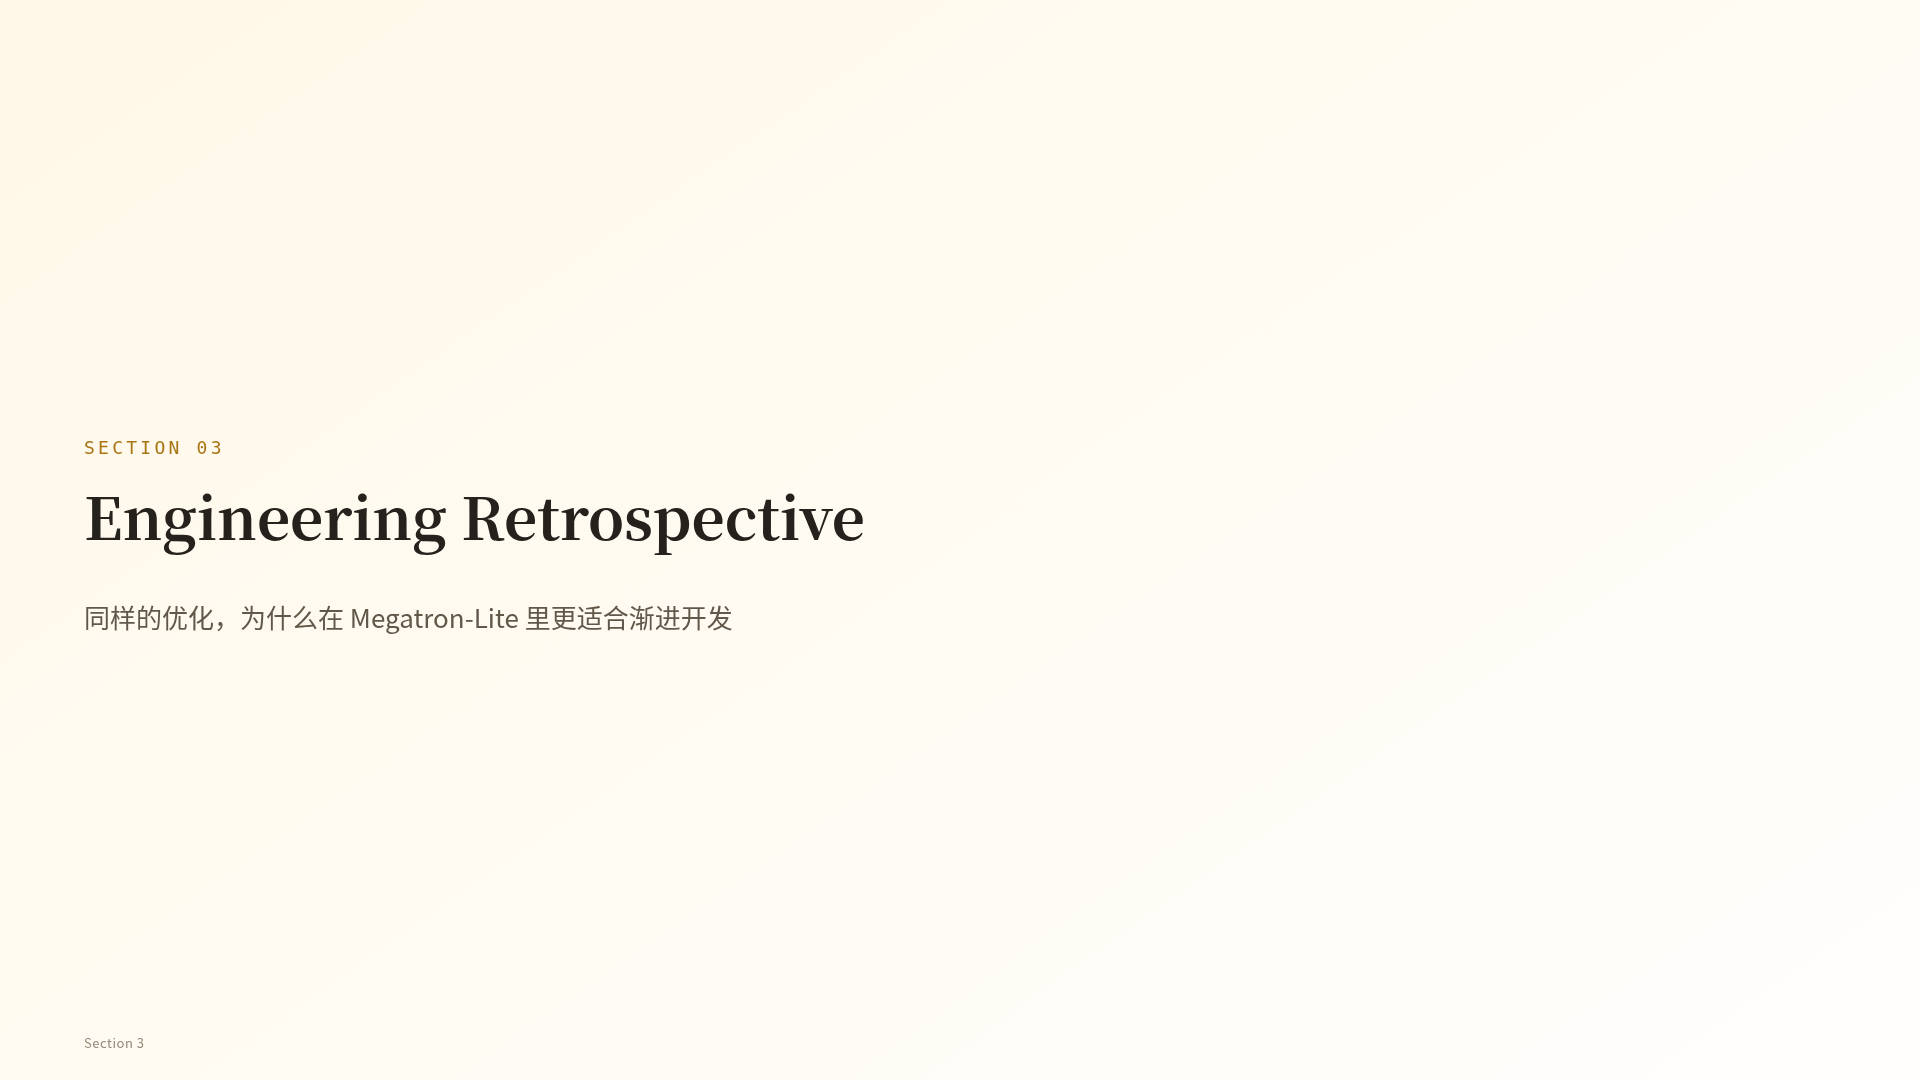 SECTION 03
Engineering Retrospective
同样的优化，为什么在 Megatron-Lite 里更适合渐进开发
Section 3